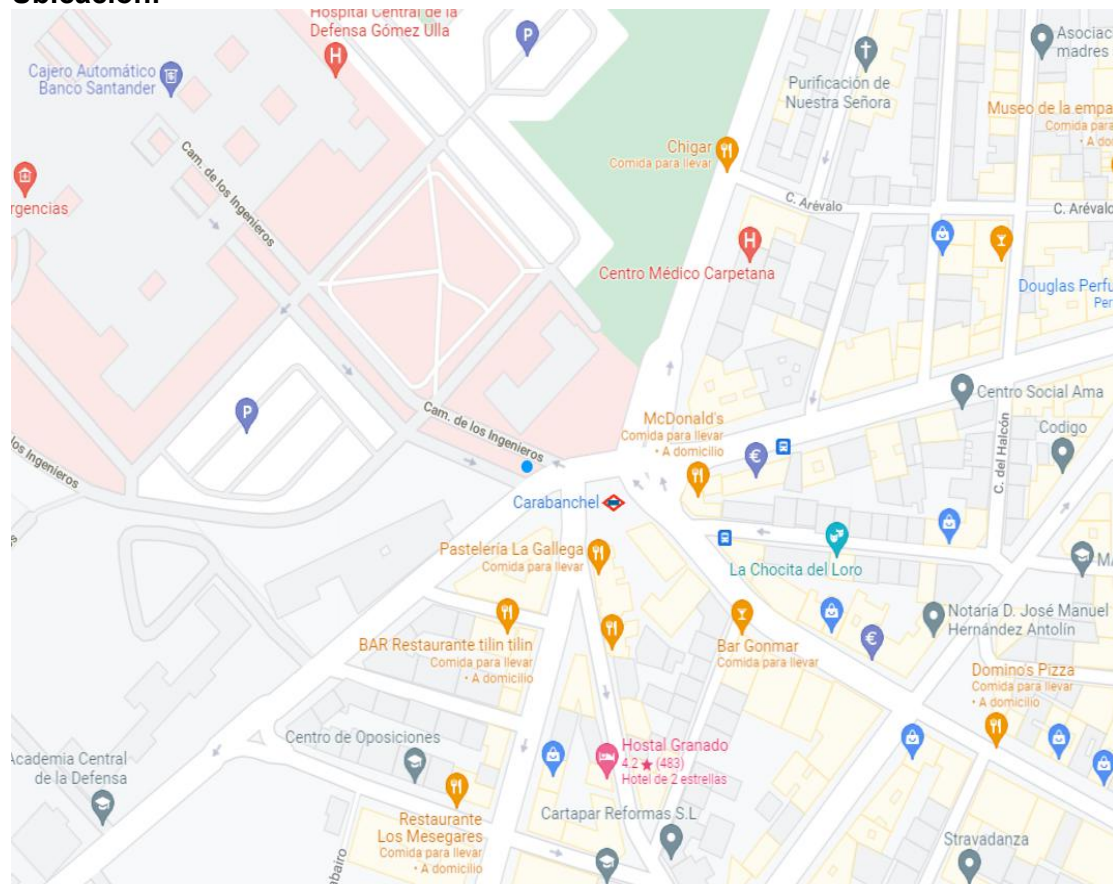 Ubicación:
Hospital Central de la
Defensa Gómez Ulla
H
P
Cajero Automático
Banco Santander
Asociac
madres
Purificación de
Nuestra Señora
Museo de la empa
Comida para
• A do
Chigar
Comida para llevar
Cam. de los Ingenieros
rgencias
C. Arévalo
C. Arévalo
H
Centro Médico Carpetana
Douglas Perfu
Per
P
Centro Social Ama
McDonald's
Comida para llevar
• A domicilio
Codigo
C. del Halcón
Cam. de los Ingenieros
los Ingenieros
€
Carabanchel
Pastelería La Gallega
Comida para llevar
La Chocita del Loro
MA
Notaría D. José Manuel
Hernández Antolín
BAR Restaurante tilin tilin
Comida para llevar
• A domicilio
Bar Gonmar
Comida para llevar
€
Domino's Pizza
Comida para llevar
• A domicilio
Centro de Oposiciones
Hostal Granado
4,2 ★ (483)
Hotel de 2 estrellas
Academia Central
de la Defensa
Restaurante
Los Mesegares
Comida para llevar
• A domicilio
Cartapar Reformas S.L
Stravadanza